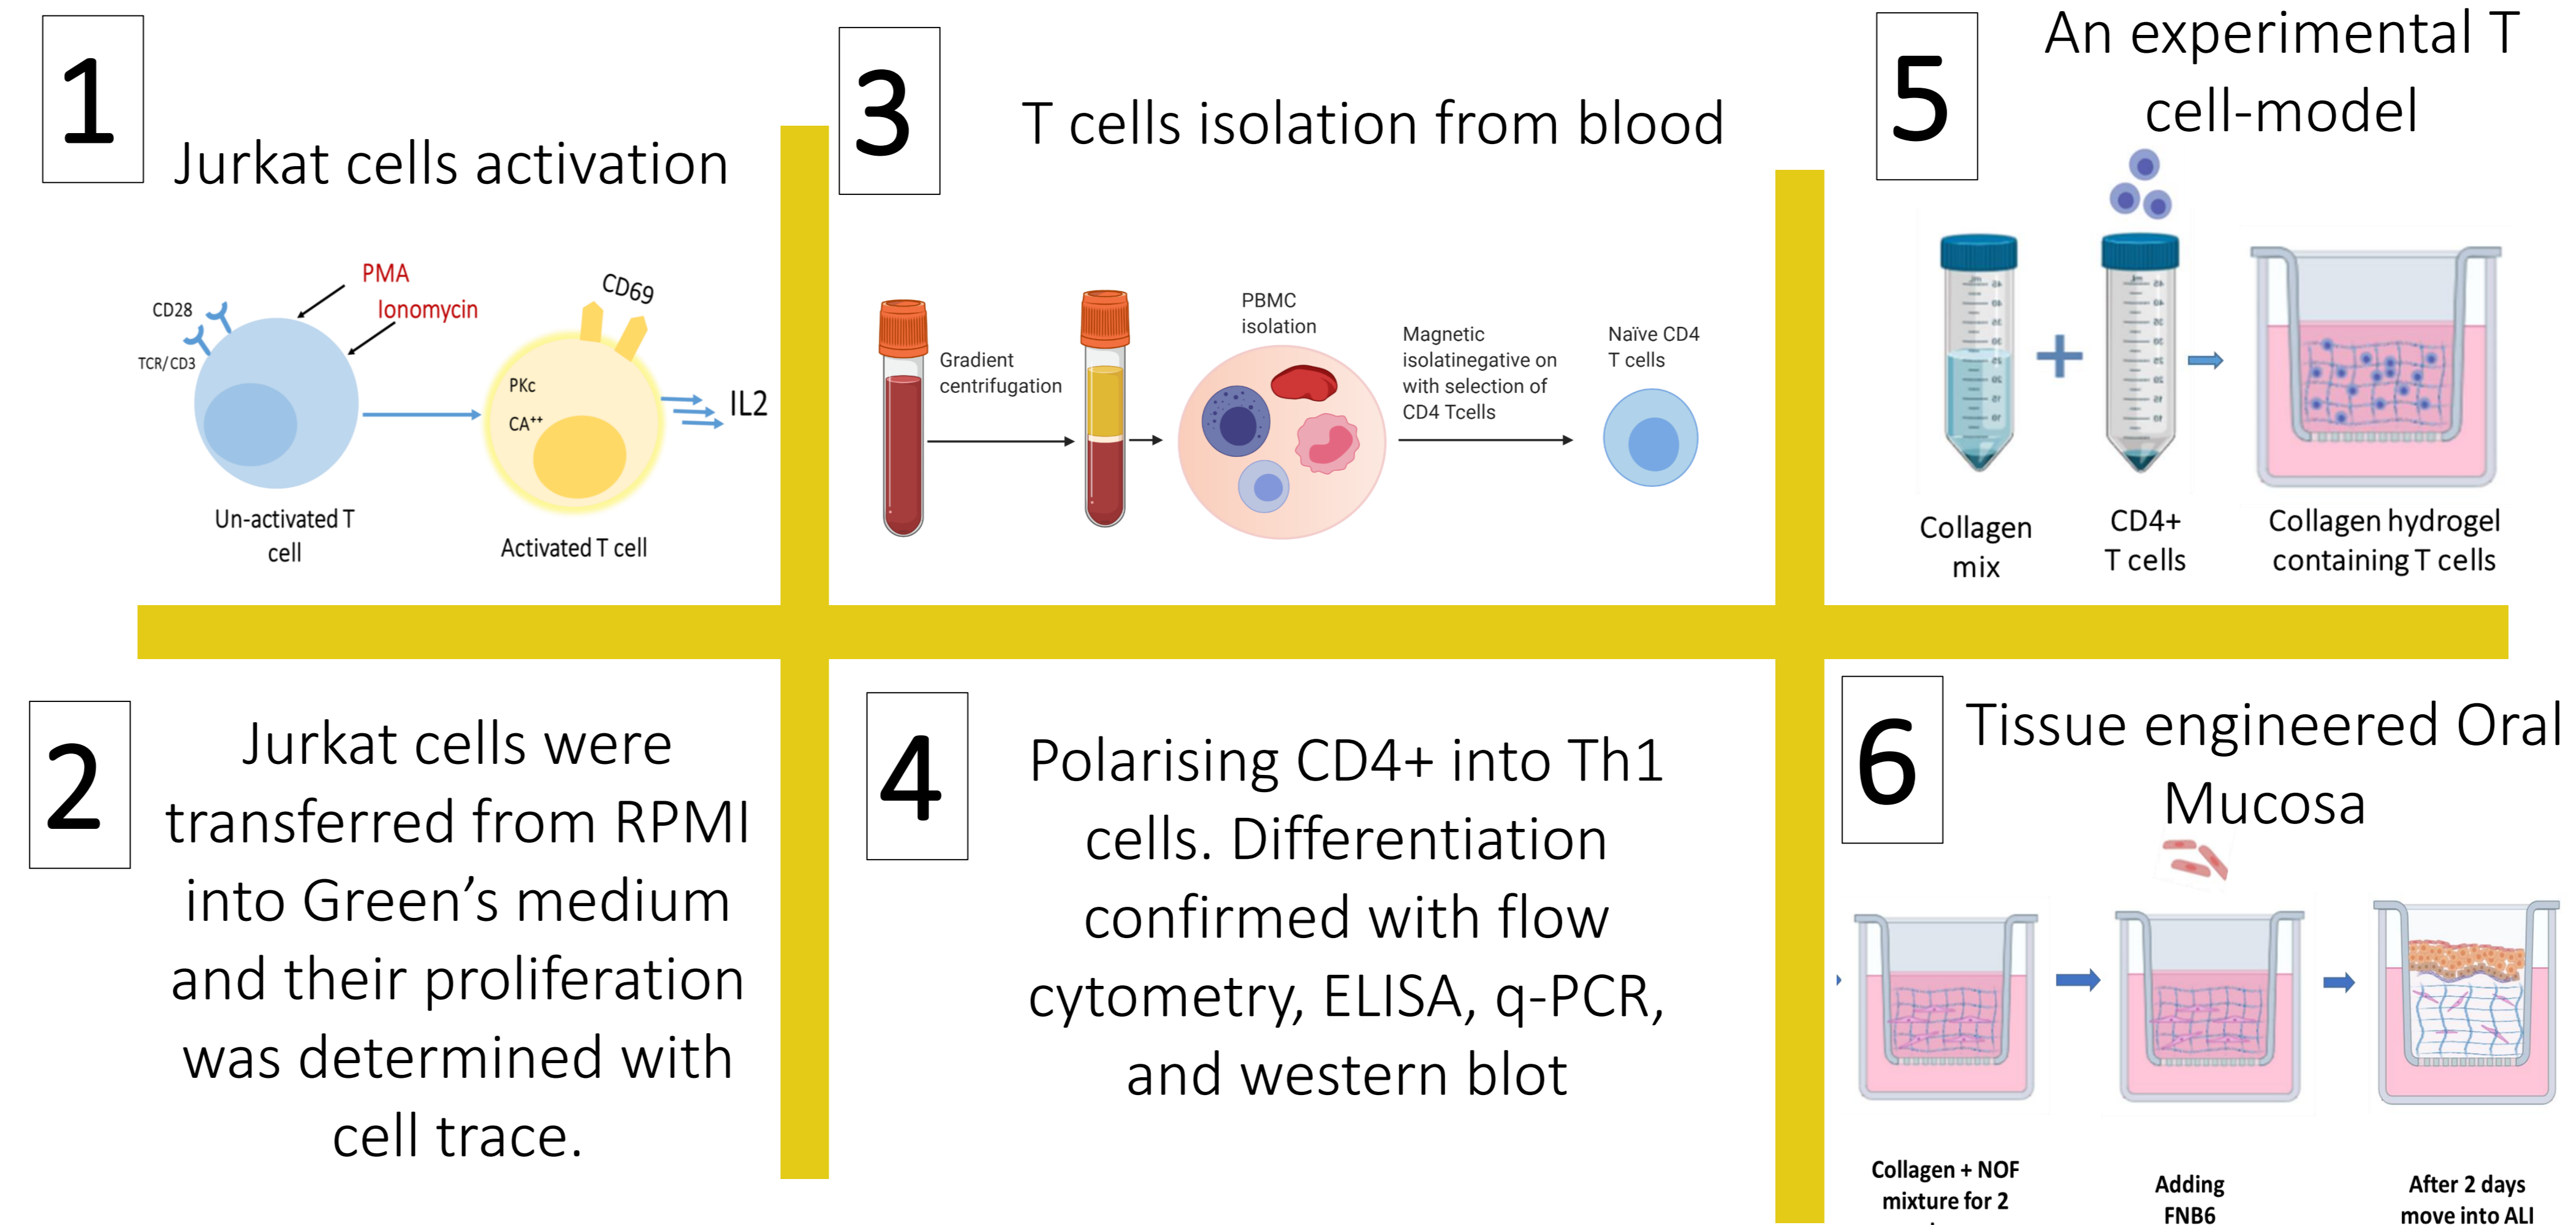 1
Jurkat cells activation
PMA
Ionomycin
CD28
TCR/CD3
CD69
PKc
CA++
IL2
Un-activated T
cell
Activated T cell
2
Jurkat cells were
transferred from RPMI
into Green’s medium
and their proliferation
was determined with
cell trace.
3
T cells isolation from blood
Gradient
centrifugation
PBMC
isolation
Magnetic
isolatinegative on
with selection of
CD4 Tcells
Naïve CD4
T cells
4
Polarising CD4+ into Th1
cells. Differentiation
confirmed with flow
cytometry, ELISA, q-PCR,
and western blot
5
An experimental T
cell-model
Collagen
mix
CD4+
T cells
Collagen hydrogel
containing T cells
6
Tissue engineered Oral
Mucosa
Collagen + NOF
mixture for 2
Adding
FNB6
After 2 days
move into ALI